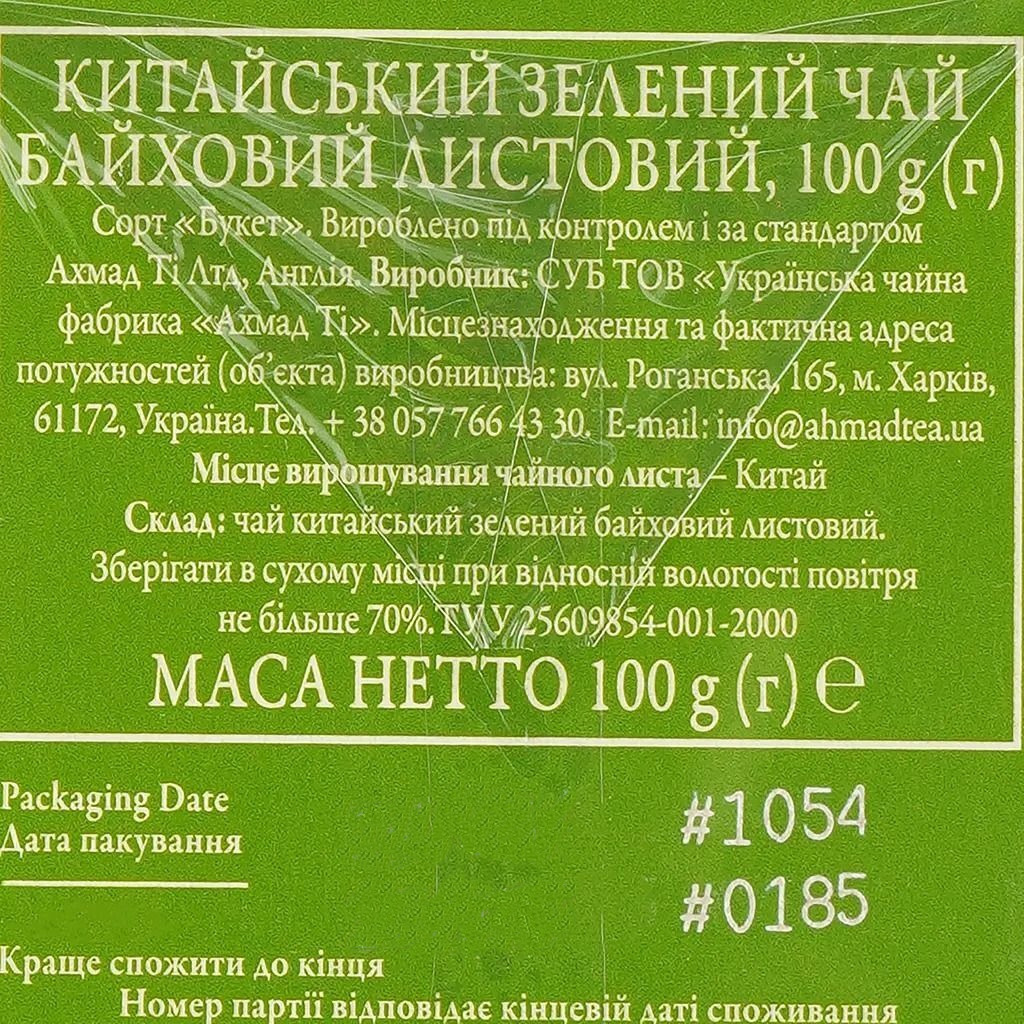 КИТАЙСЬКИЙ ЗЕЛЕНИЙ ЧАЙ
БАЙХОВИЙ ЛИСТОВИЙ, 100 g (г)
Сорт «Букет». Вироблено під контролем і за стандартом
Ахмад Ті Лтд, Англія. Виробник: СУБ ТОВ «Українська чайна
фабрика «Ахмад Ті». Місцезнаходження та фактична адреса
потужностей (об'єкта) виробництва: вул. Роганська, 165, м. Харків,
61172, Україна.Тел. + 38 057 766 43 30. E-mail: info@ahmadtea.ua
Місце вирощування чайного листа – Китай
Склад: чай китайський зелений байховий листовий.
Зберігати в сухому місці при відносній вологості повітря
не більше 70%.ТУ У 25609854-001-2000
МАСА НЕТТО 100 g (г) ℮
Packaging Date
Дата пакування
#1054
#0185
Краще спожити до кінця
Номер партії відповідає кінцевій даті споживання